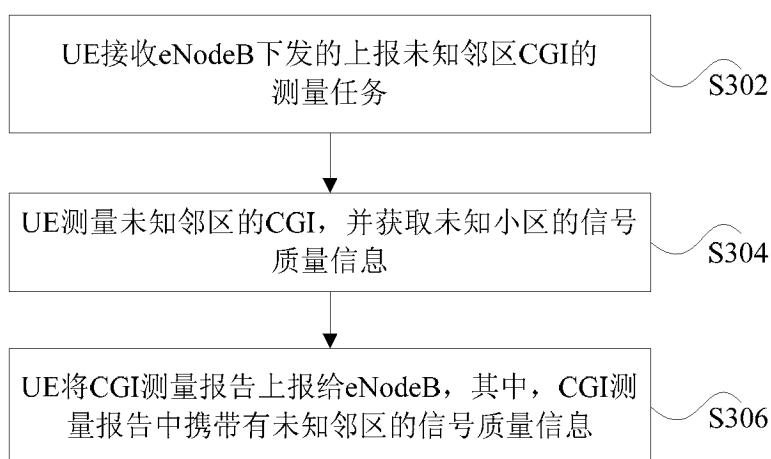 UE接收eNodeB下发的上报未知邻区CGI的
测量任务
S302
UE测量未知邻区的CGI，并获取未知小区的信号
质量信息
S304
UE将CGI测量报告上报给eNodeB，其中，CGI测
量报告中携带有未知邻区的信号质量信息
S306